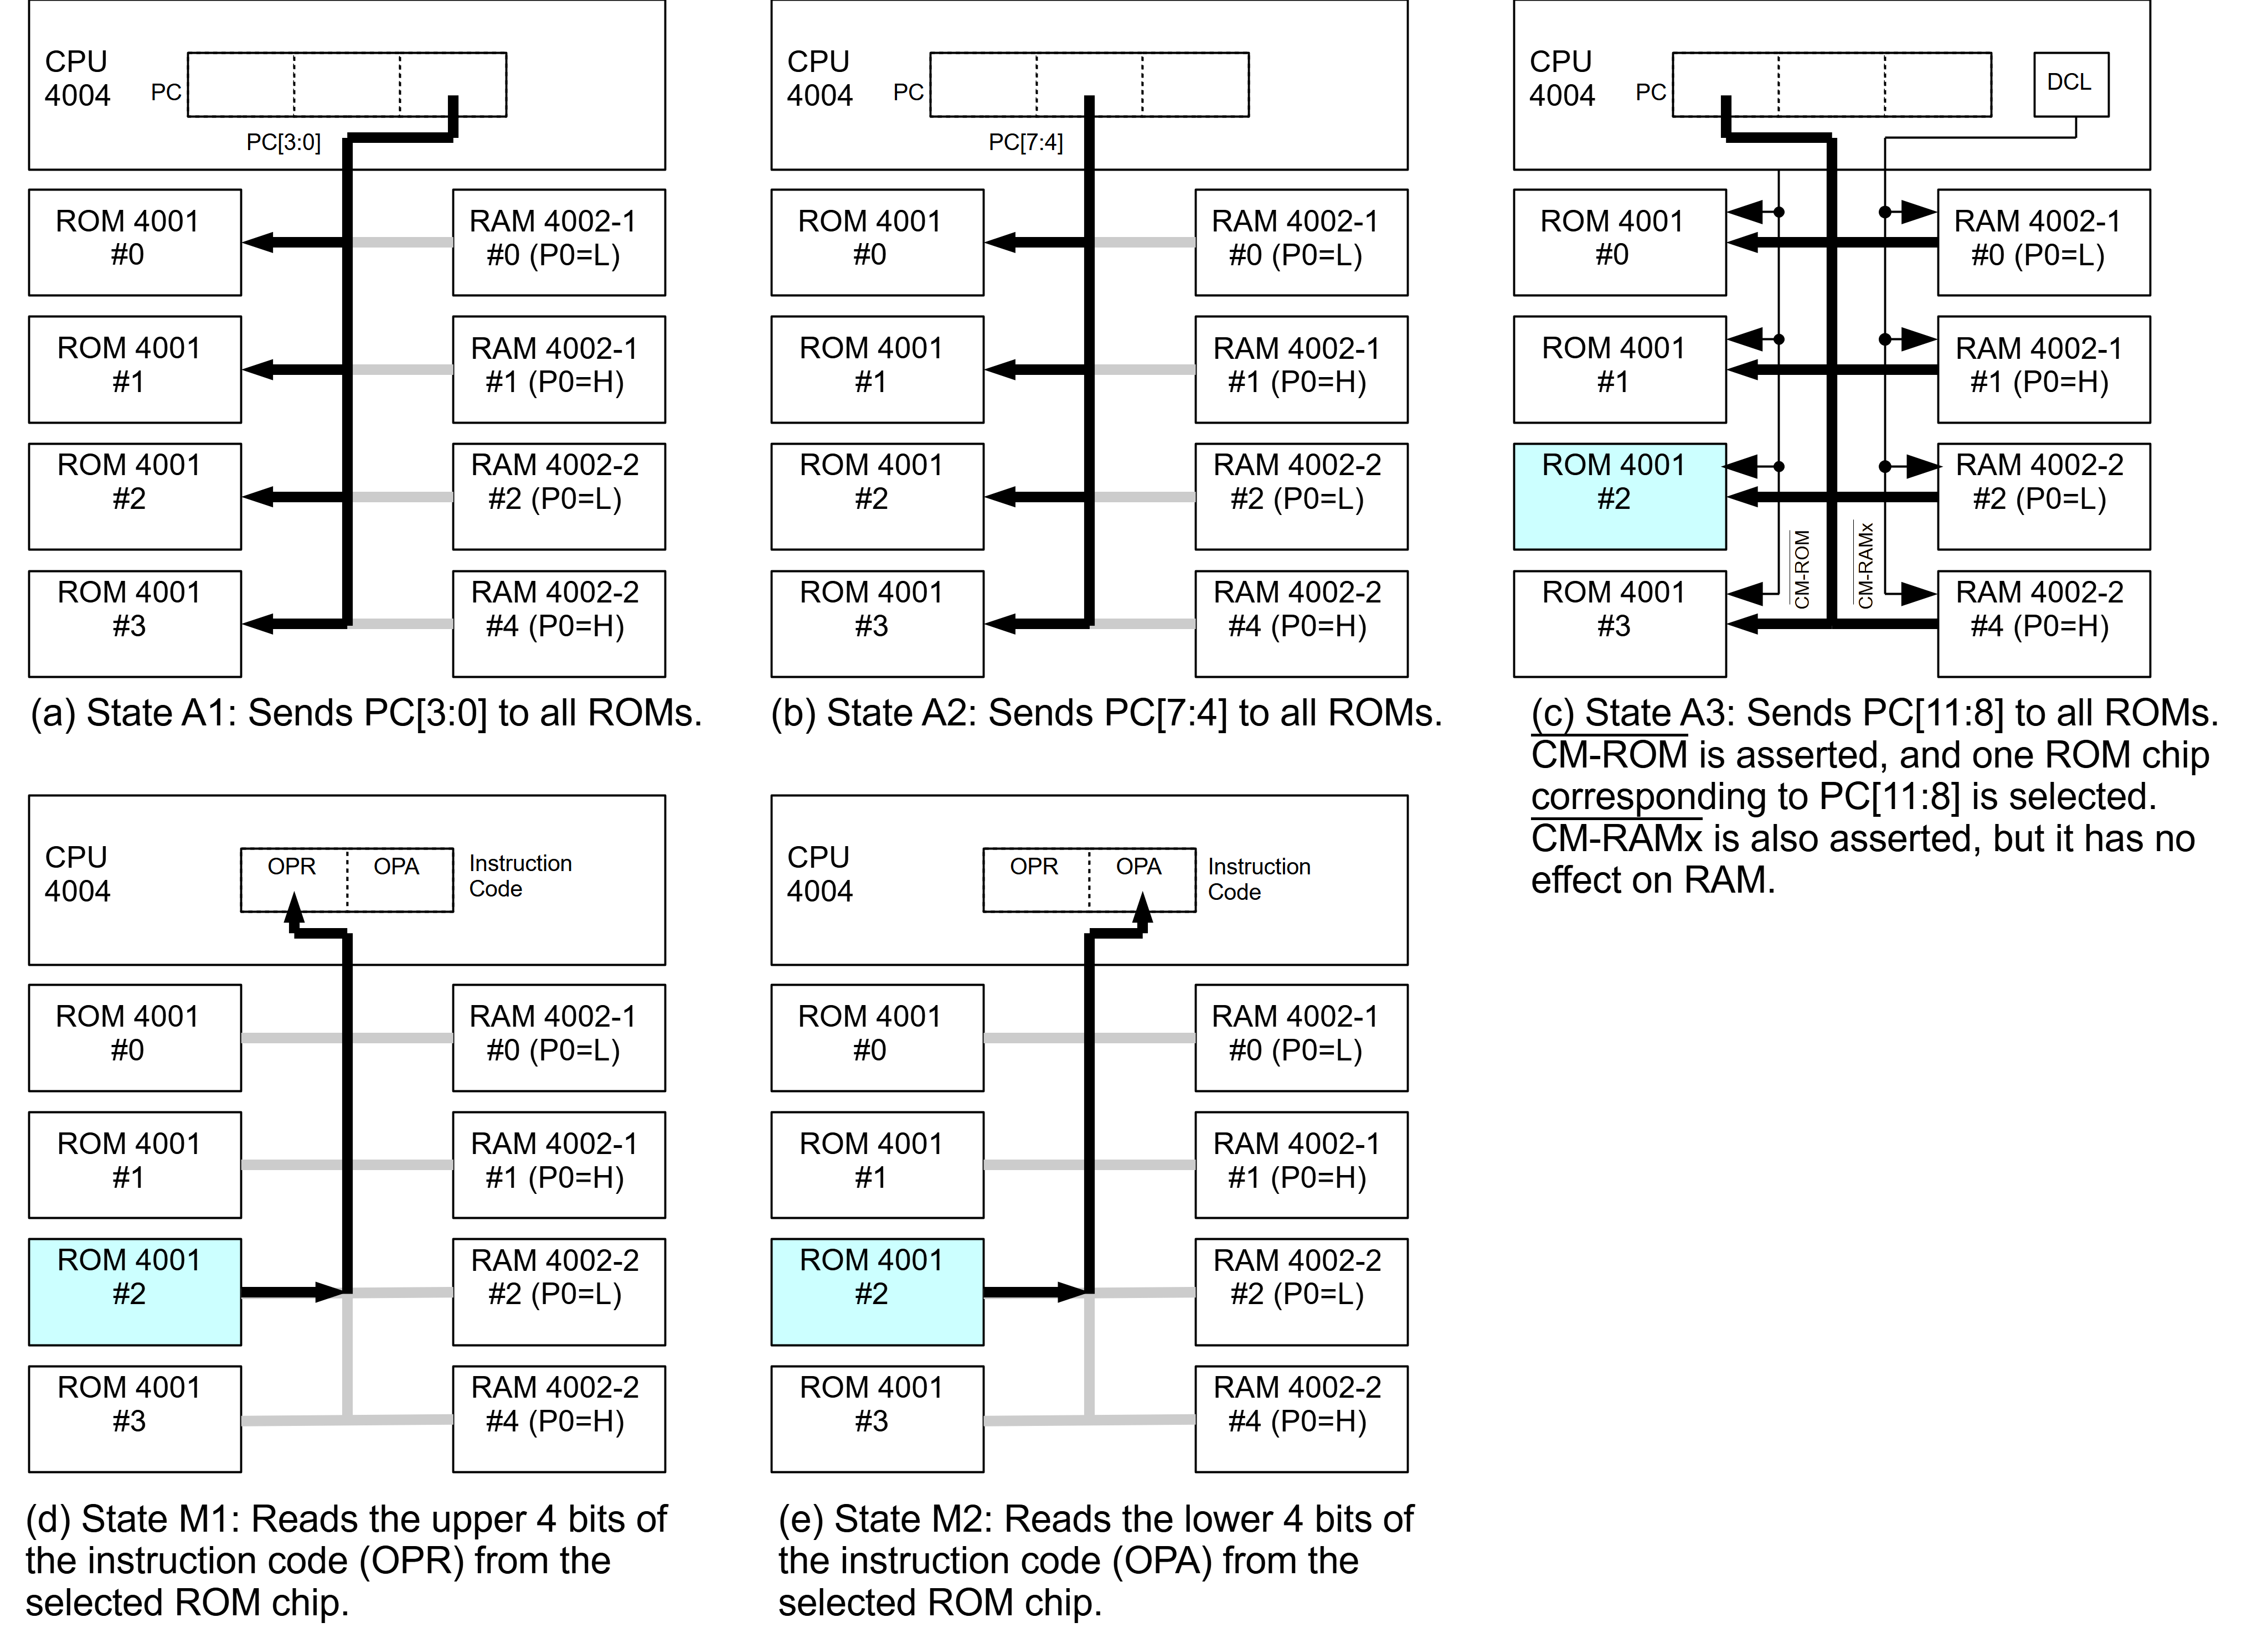 CPU
4004
PC
PC[3:0]
ROM 4001
#0
RAM 4002-1
#0 (P0=L)
ROM 4001
#1
RAM 4002-1
#1 (P0=H)
ROM 4001
#2
RAM 4002-2
#2 (P0=L)
ROM 4001
#3
RAM 4002-2
#4 (P0=H)
(a) State A1: Sends PC[3:0] to all ROMs.
CPU
4004
PC
PC[7:4]
ROM 4001
#0
RAM 4002-1
#0 (P0=L)
ROM 4001
#1
RAM 4002-1
#1 (P0=H)
ROM 4001
#2
RAM 4002-2
#2 (P0=L)
ROM 4001
#3
RAM 4002-2
#4 (P0=H)
(b) State A2: Sends PC[7:4] to all ROMs.
CPU
4004
PC
DCL
ROM 4001
#0
RAM 4002-1
#0 (P0=L)
ROM 4001
#1
RAM 4002-1
#1 (P0=H)
ROM 4001
#2
RAM 4002-2
#2 (P0=L)
CM-ROM
CM-RAMx
ROM 4001
#3
RAM 4002-2
#4 (P0=H)
(c) State A3: Sends PC[11:8] to all ROMs.
CM-ROM is asserted, and one ROM chip
corresponding to PC[11:8] is selected.
CM-RAMx is also asserted, but it has no
effect on RAM.
CPU
4004
OPR
OPA
Instruction
Code
ROM 4001
#0
RAM 4002-1
#0 (P0=L)
ROM 4001
#1
RAM 4002-1
#1 (P0=H)
ROM 4001
#2
RAM 4002-2
#2 (P0=L)
ROM 4001
#3
RAM 4002-2
#4 (P0=H)
(d) State M1: Reads the upper 4 bits of
the instruction code (OPR) from the
selected ROM chip.
CPU
4004
OPR
OPA
Instruction
Code
ROM 4001
#0
RAM 4002-1
#0 (P0=L)
ROM 4001
#1
RAM 4002-1
#1 (P0=H)
ROM 4001
#2
RAM 4002-2
#2 (P0=L)
ROM 4001
#3
RAM 4002-2
#4 (P0=H)
(e) State M2: Reads the lower 4 bits of
the instruction code (OPA) from the
selected ROM chip.